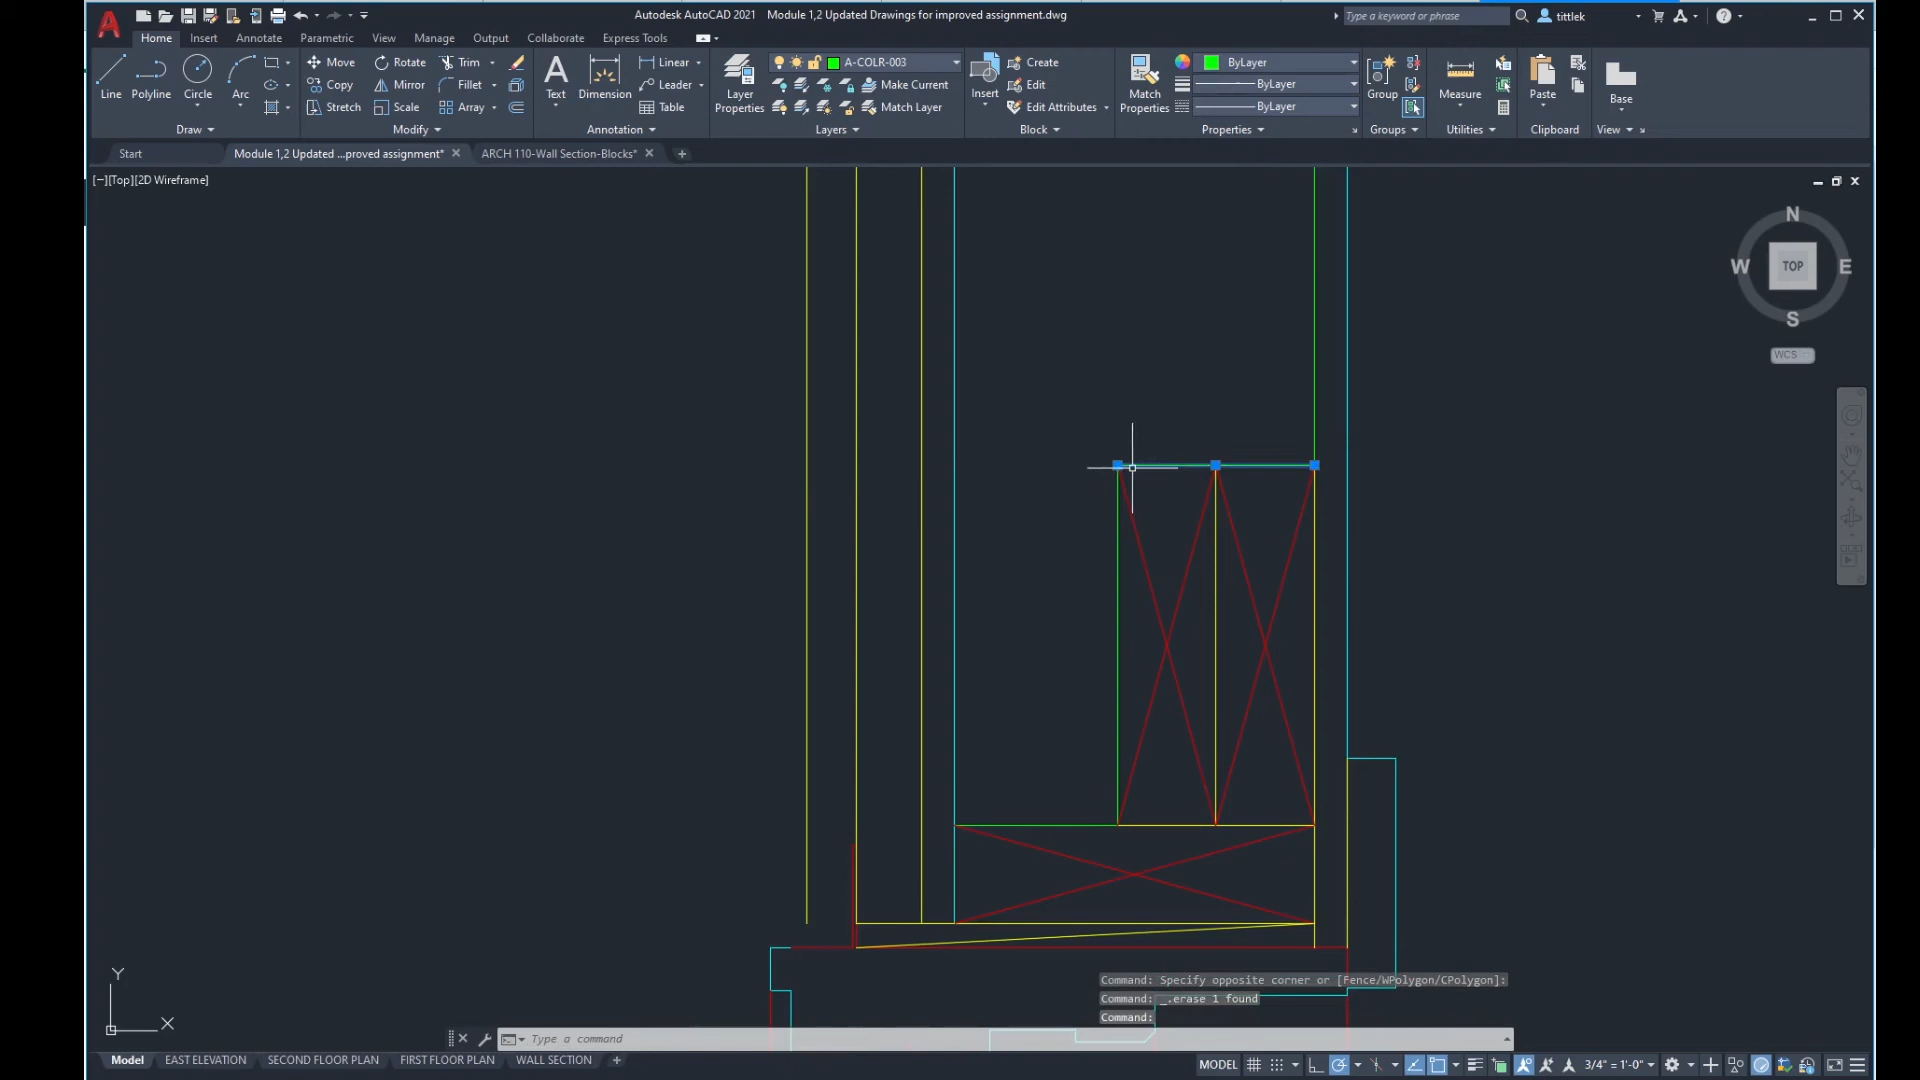 Autodesk AutoCAD 2021 Module 1,2 Updated Drawings for improved assignment.dwg
Type a keyword or phrase
tittlek
Home Insert Annotate Parametric View Manage Output Collaborate Express Tools
Line Polyline Circle Arc
Move Rotate Trim
Copy Mirror Fillet
Stretch Scale Array
Text Dimension
Linear
Leader
Table
Layer Properties
A-COLR-003
Make Current
Match Layer
Insert
Create
Edit
Edit Attributes
Match Properties
ByLayer
ByLayer
ByLayer
Group
Measure
Paste
Base
Draw Modify Annotation Layers Block Properties Groups Utilities Clipboard View
Start Module 1,2 Updated ...proved assignment* ARCH 110-Wall Section-Blocks*
[−][Top][2D Wireframe]
N
W TOP E
S
WCS
Y
X
Command: Specify opposite corner or [Fence/WPolygon/CPolygon]:
Command: _.erase 1 found
Command:
Type a command
Model EAST ELEVATION SECOND FLOOR PLAN FIRST FLOOR PLAN WALL SECTION
MODEL 3/4" = 1'-0"